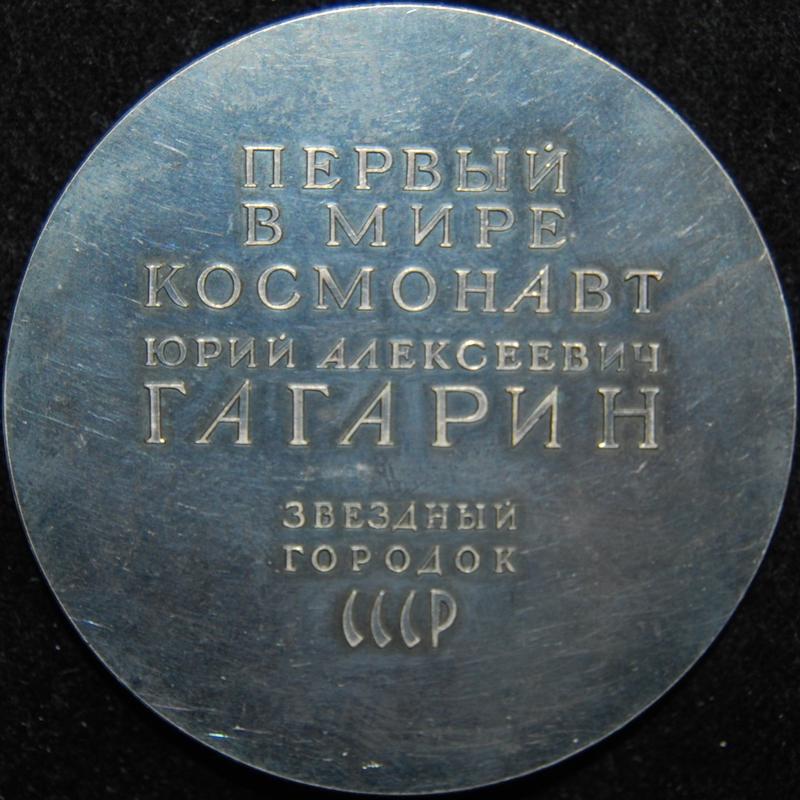 ПЕРВЫЙ
В МИРЕ
КОСМОНАВТ
ЮРИЙ АЛЕКСЕЕВИЧ
ГАГАРИН
ЗВЕЗДНЫЙ
ГОРОДОК
СССР